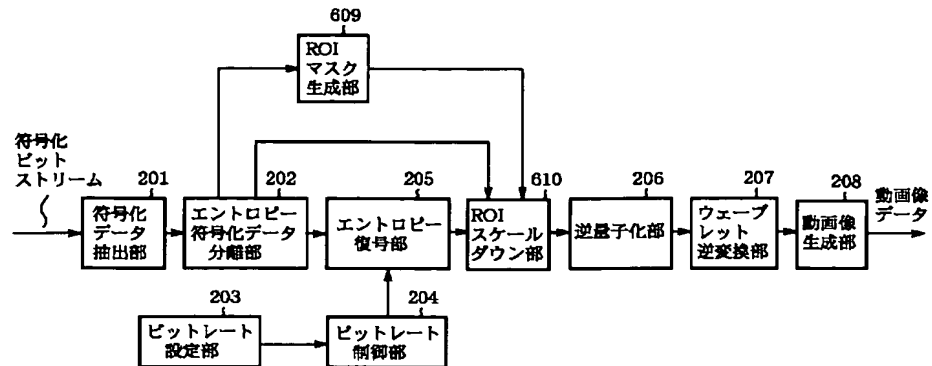 609
ROI
マスク
生成部
符号化
ビット
ストリーム
201
符号化
データ
抽出部
202
エントロピー
符号化データ
分離部
205
エントロピー
復号部
610
ROI
スケール
ダウン部
206
逆量子化部
207
ウェーブ
レット
逆変換部
208
動画像
生成部
動画像
データ
203
ビットレート
設定部
204
ビットレート
制御部